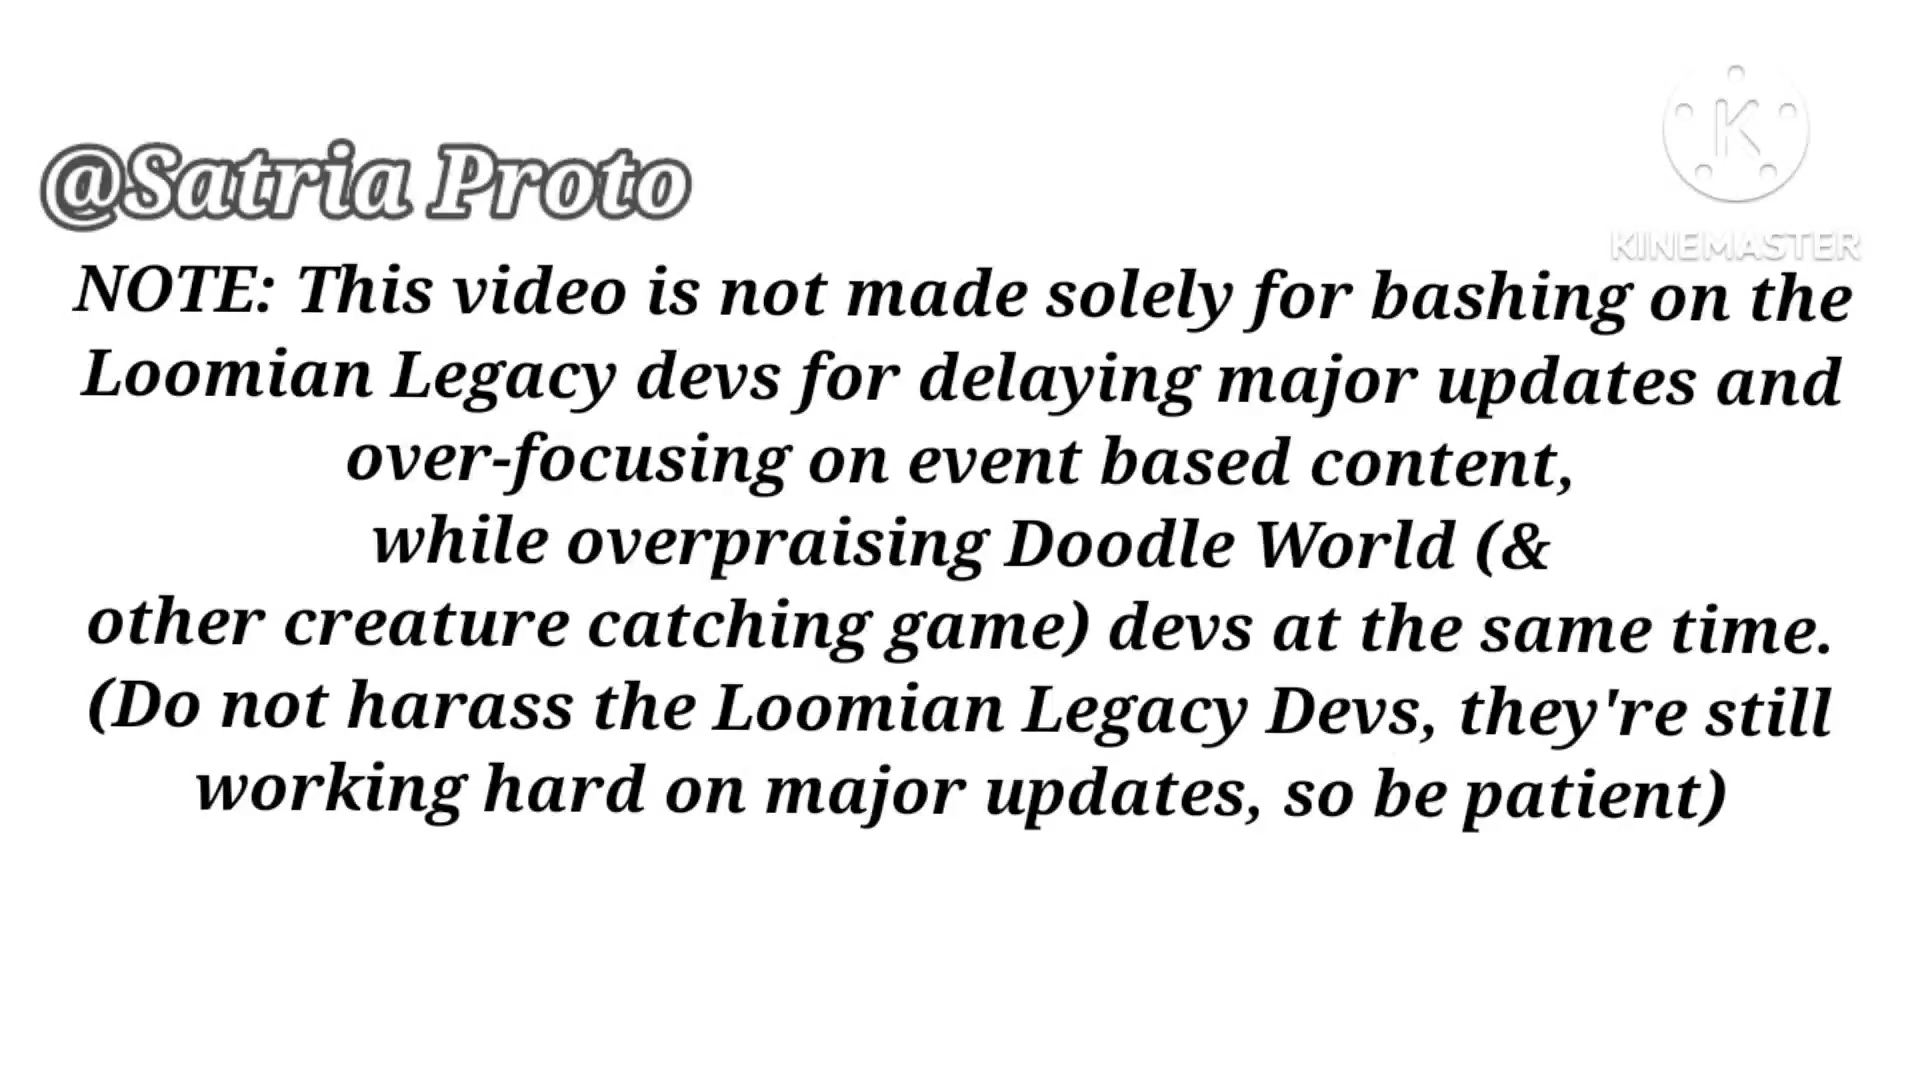 @Satria Proto
K
KINEMASTER
NOTE: This video is not made solely for bashing on the
Loomian Legacy devs for delaying major updates and
over-focusing on event based content,
while overpraising Doodle World (&
other creature catching game) devs at the same time.
(Do not harass the Loomian Legacy Devs, they're still
working hard on major updates, so be patient)